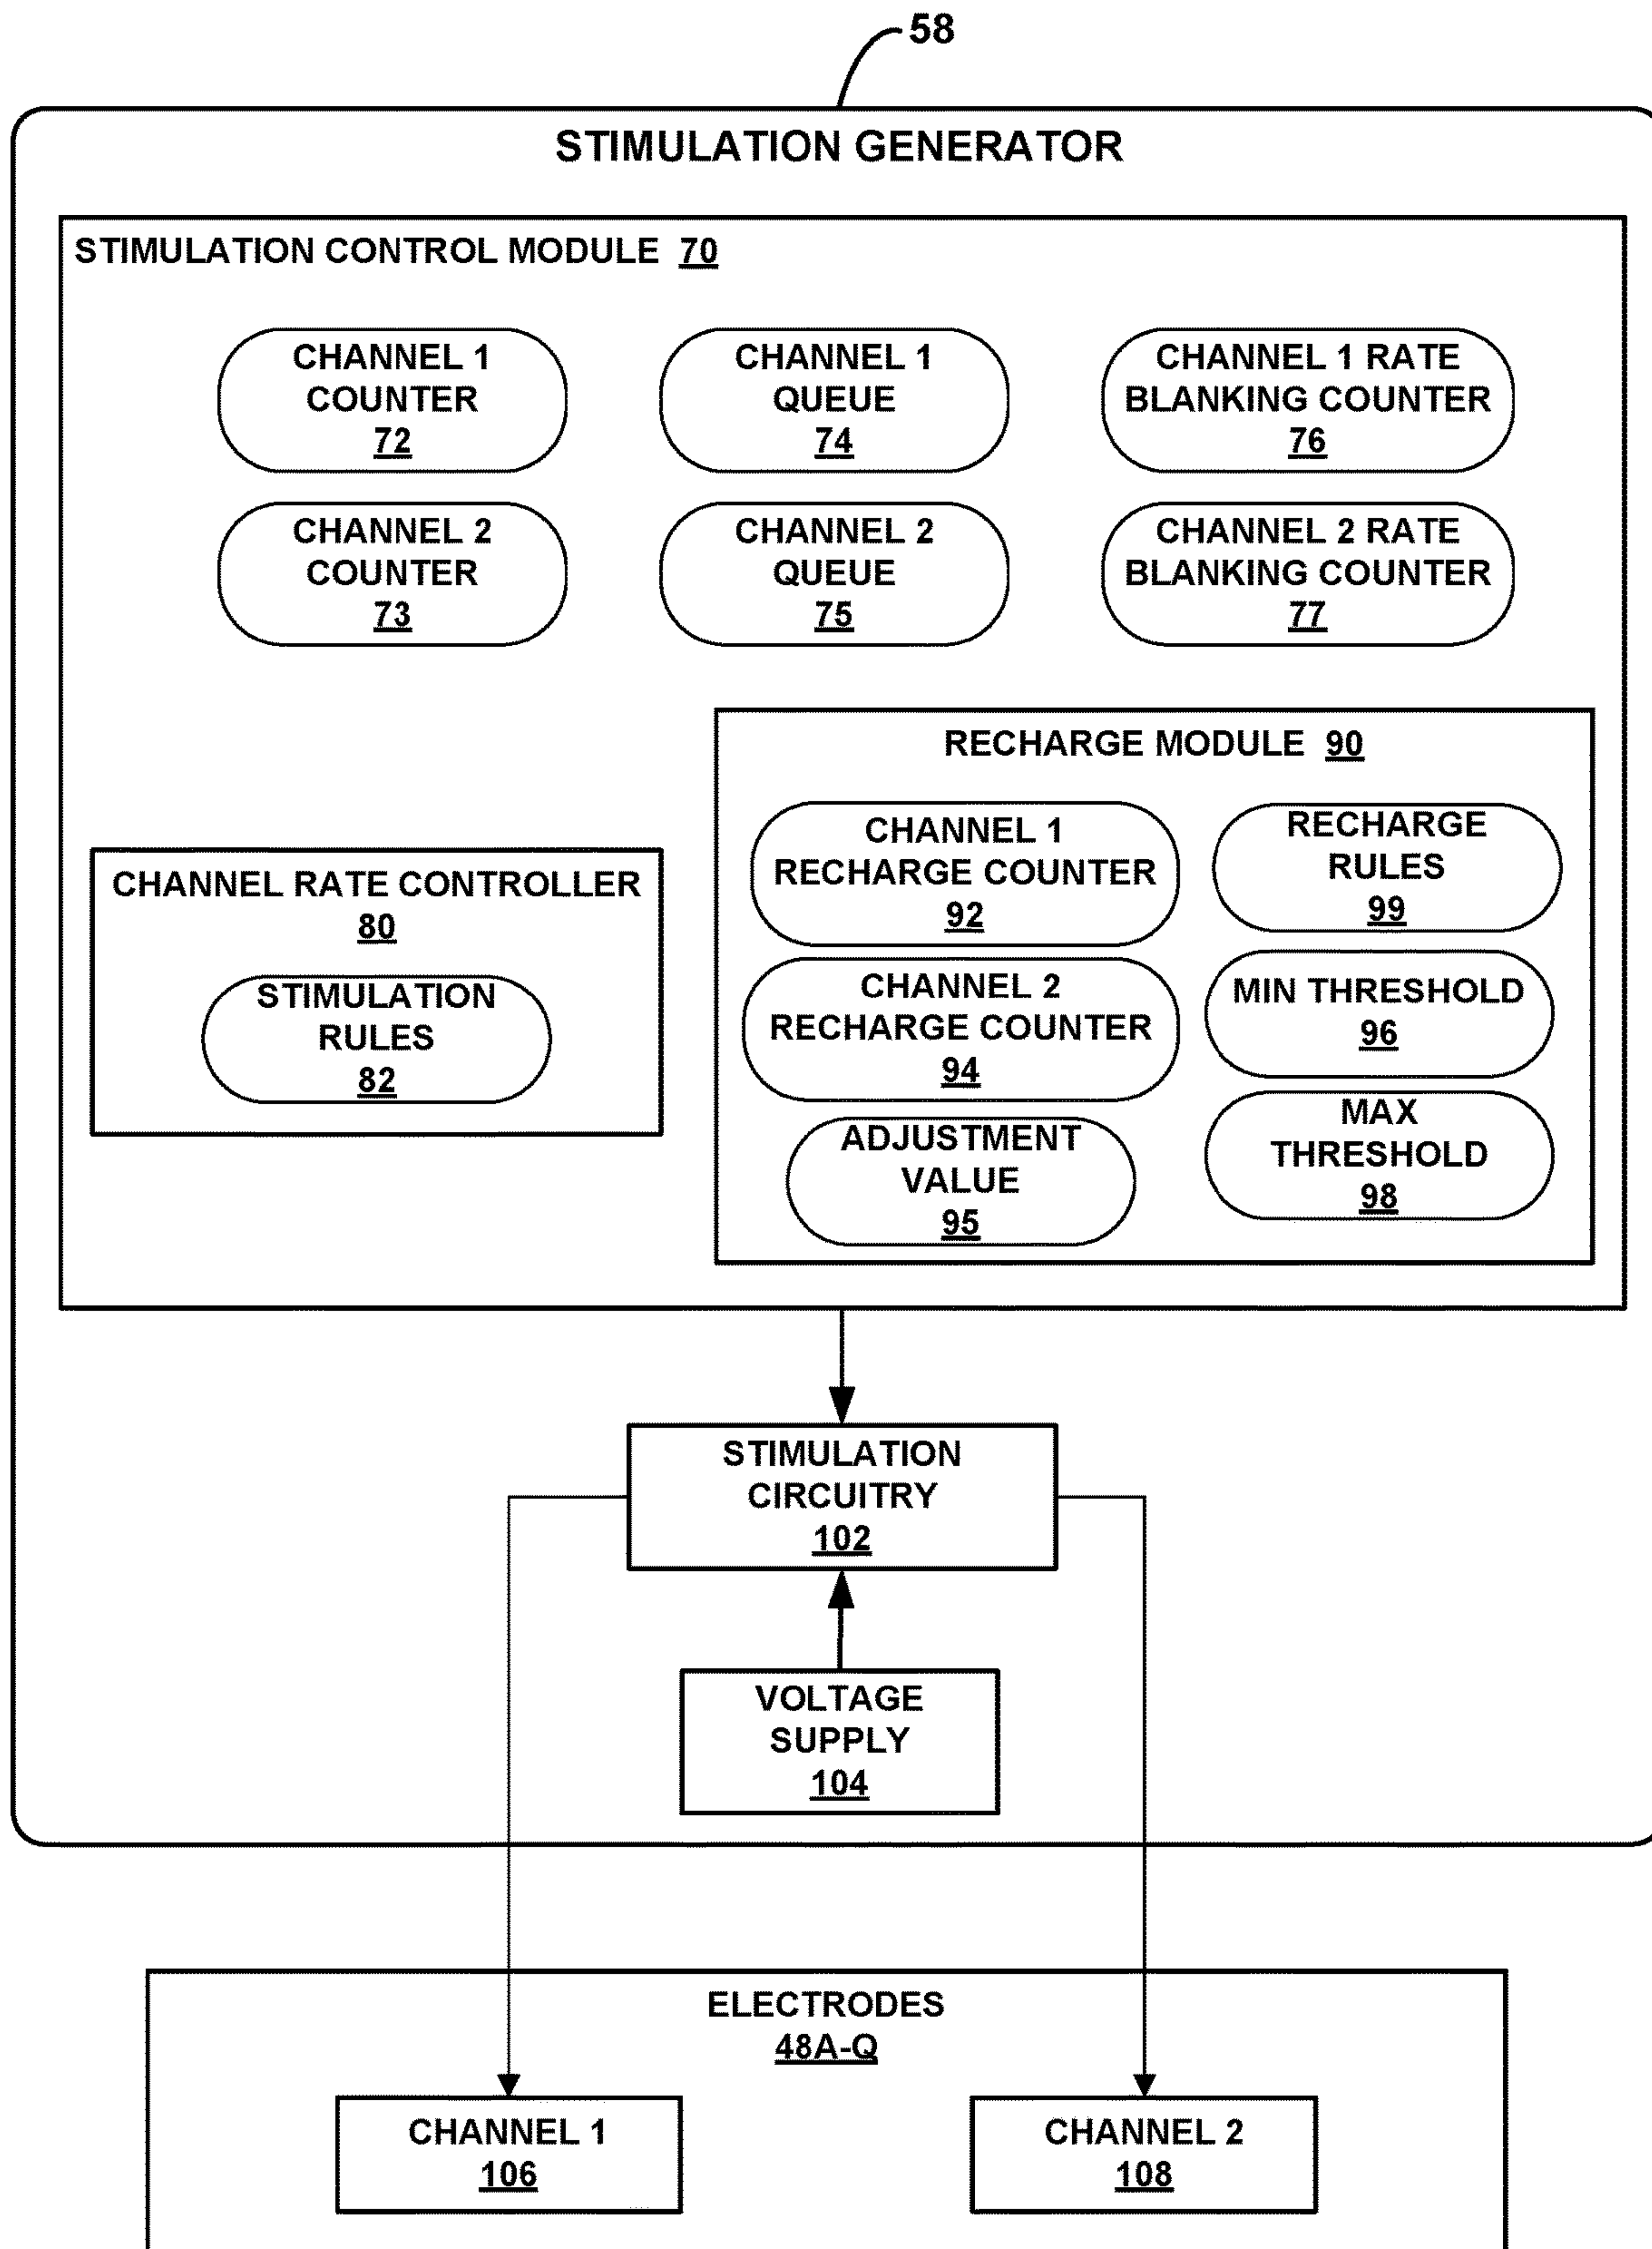 58
STIMULATION GENERATOR
STIMULATION CONTROL MODULE 70
CHANNEL 1
COUNTER
72
CHANNEL 1
QUEUE
74
CHANNEL 1 RATE
BLANKING COUNTER
76
CHANNEL 2
COUNTER
73
CHANNEL 2
QUEUE
75
CHANNEL 2 RATE
BLANKING COUNTER
77
CHANNEL RATE CONTROLLER
80
STIMULATION
RULES
82
RECHARGE MODULE 90
CHANNEL 1
RECHARGE COUNTER
92
RECHARGE
RULES
99
CHANNEL 2
RECHARGE COUNTER
94
MIN THRESHOLD
96
ADJUSTMENT
VALUE
95
MAX
THRESHOLD
98
STIMULATION
CIRCUITRY
102
VOLTAGE
SUPPLY
104
ELECTRODES
48A-Q
CHANNEL 1
106
CHANNEL 2
108